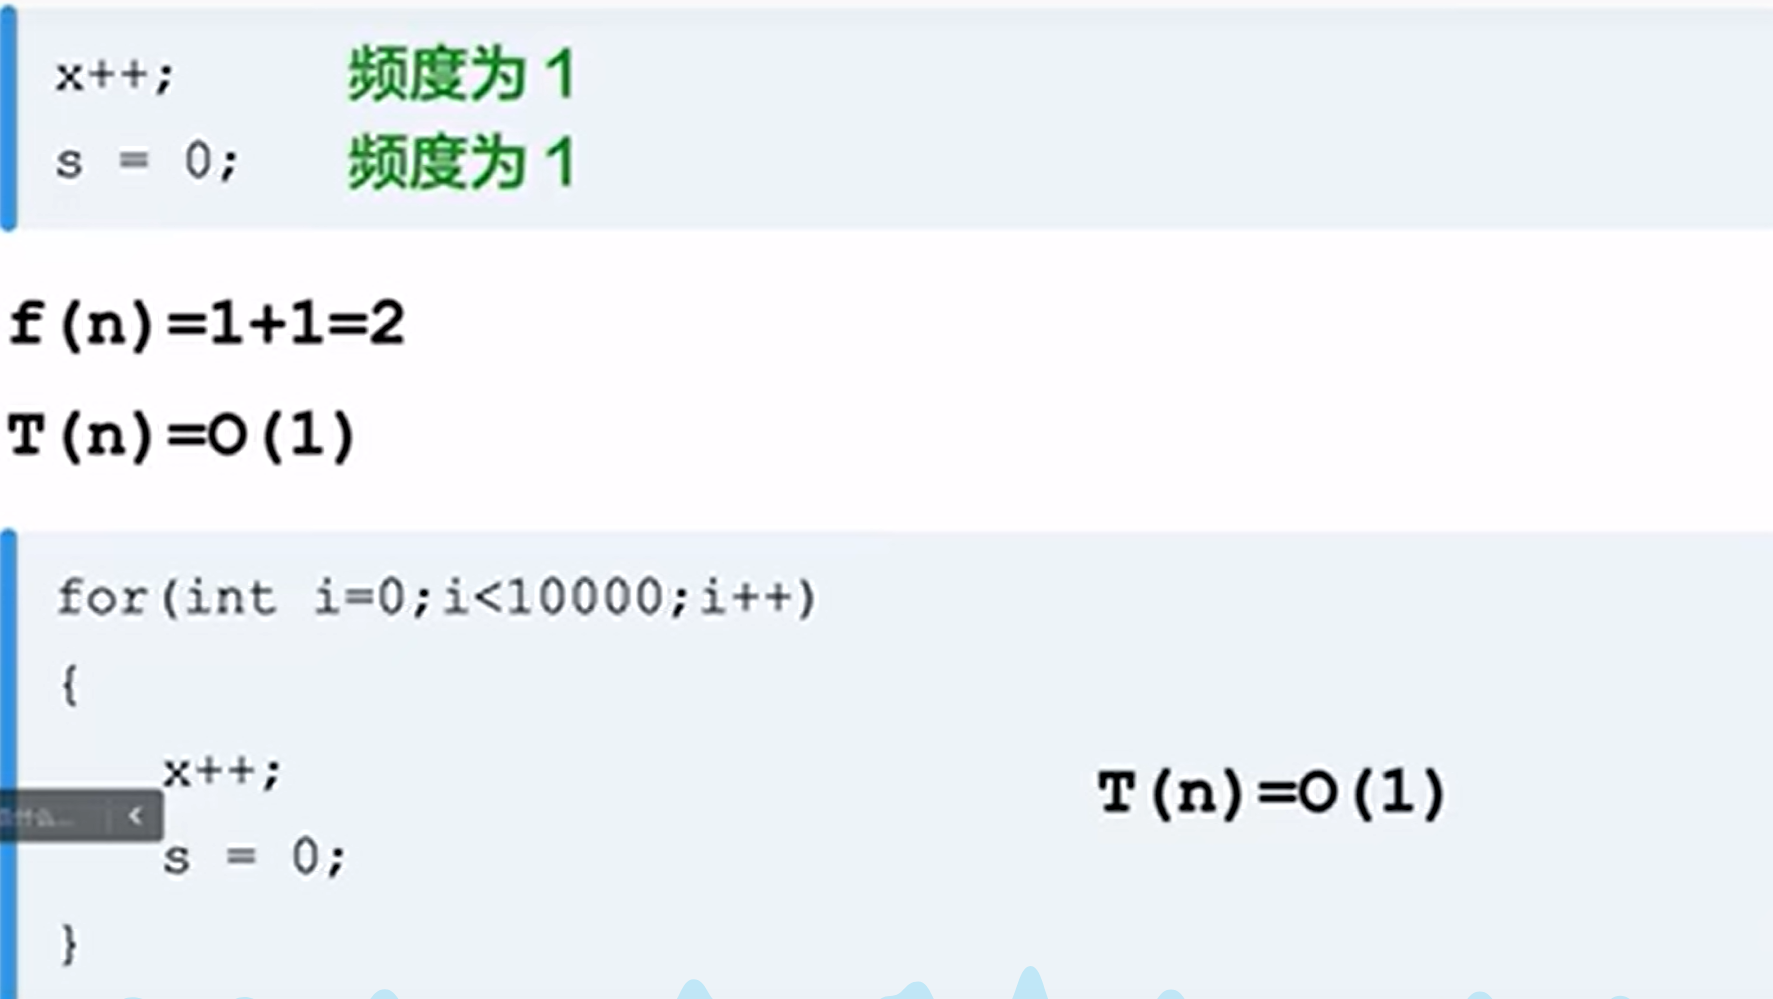 x++; 频度为 1
s = 0; 频度为 1
f(n)=1+1=2
T(n)=O(1)
for(int i=0;i<10000;i++)
{
x++;
T(n)=O(1)
s = 0;
}